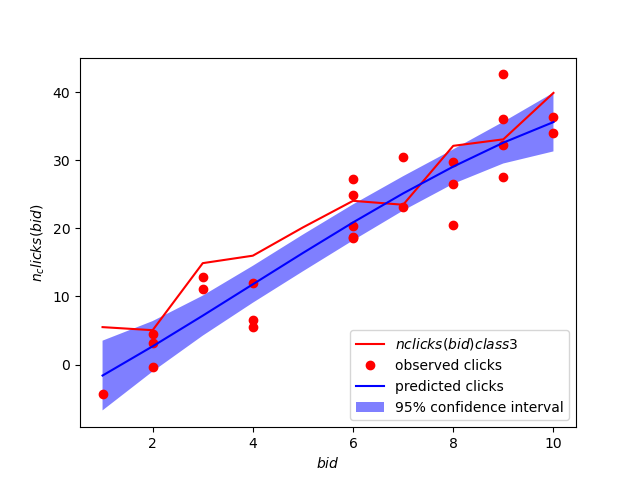 40
30
20
10
0
n_clicks(bid)
2
4
6
8
10
bid
nclicks(bid)class3
observed clicks
predicted clicks
95% confidence interval